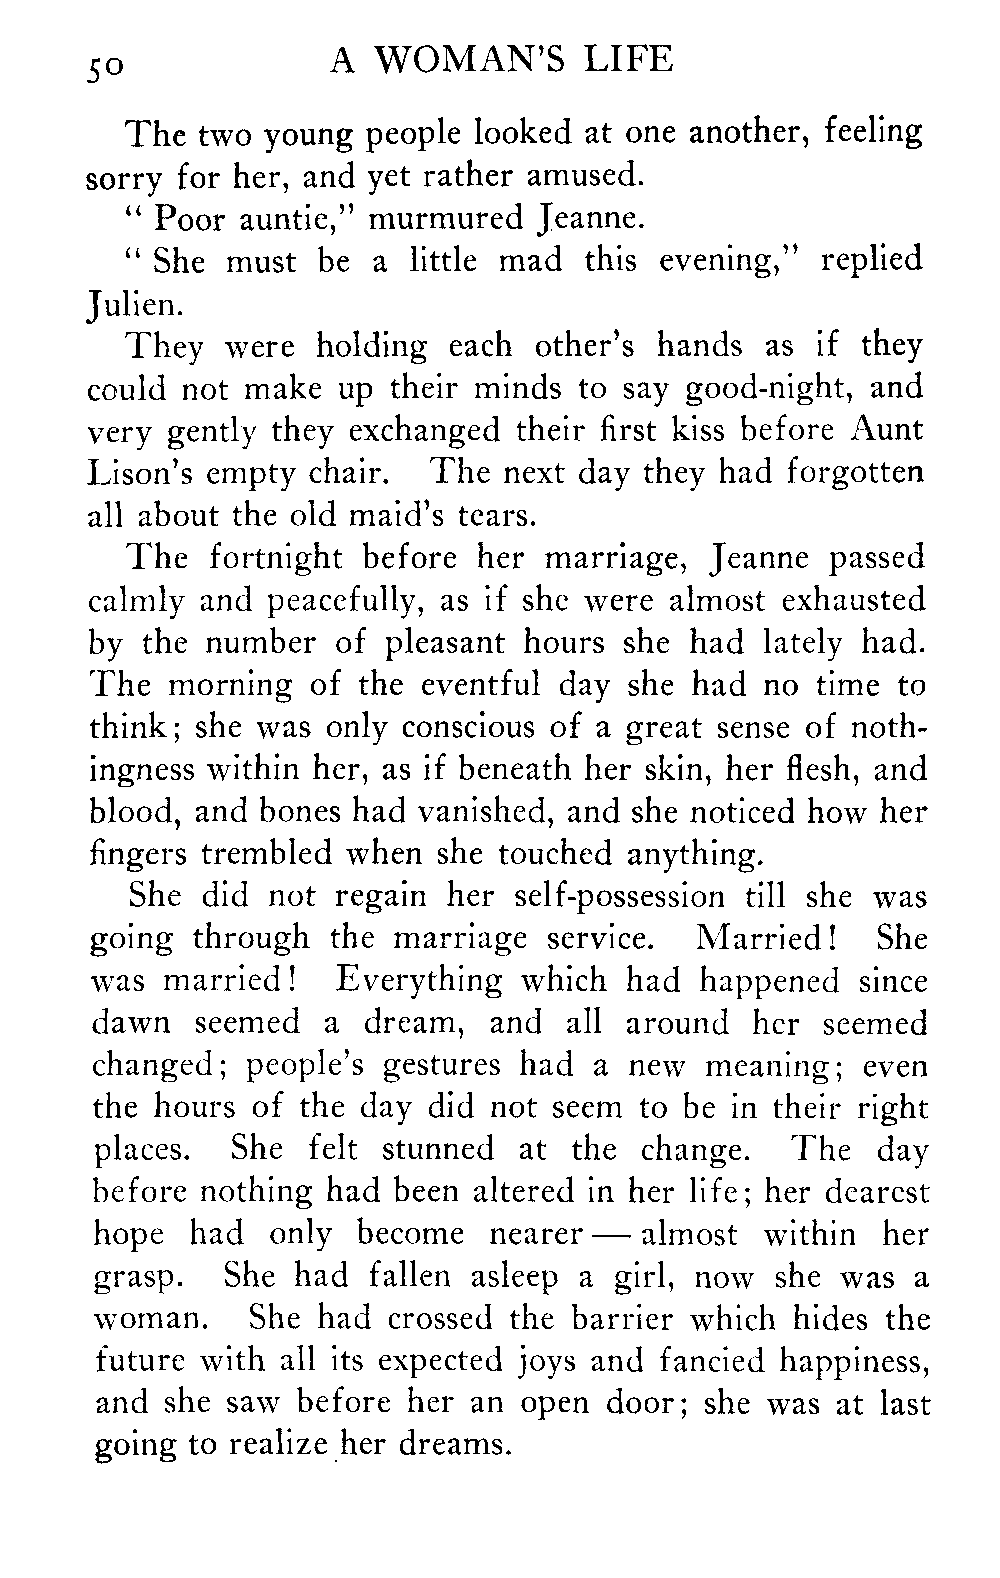 50 A WOMAN'S LIFE
The two young people looked at one another, feeling
sorry for her, and yet rather amused.
" Poor auntie," murmured Jeanne.
" She must be a little mad this evening," replied
Julien.
They were holding each other's hands as if they
could not make up their minds to say good-night, and
very gently they exchanged their first kiss before Aunt
Lison's empty chair. The next day they had forgotten
all about the old maid's tears.
The fortnight before her marriage, Jeanne passed
calmly and peacefully, as if she were almost exhausted
by the number of pleasant hours she had lately had.
The morning of the eventful day she had no time to
think; she was only conscious of a great sense of noth-
ingness within her, as if beneath her skin, her flesh, and
blood, and bones had vanished, and she noticed how her
fingers trembled when she touched anything.
She did not regain her self-possession till she was
going through the marriage service. Married! She
was married! Everything which had happened since
dawn seemed a dream, and all around her seemed
changed; people's gestures had a new meaning; even
the hours of the day did not seem to be in their right
places. She felt stunned at the change. The day
before nothing had been altered in her life; her dearest
hope had only become nearer — almost within her
grasp. She had fallen asleep a girl, now she was a
woman. She had crossed the barrier which hides the
future with all its expected joys and fancied happiness,
and she saw before her an open door; she was at last
going to realize her dreams.